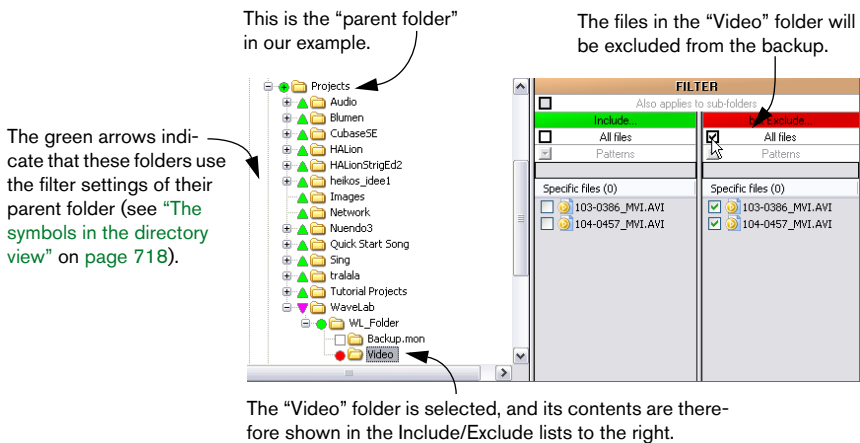 This is the “parent folder”
in our example.
The files in the “Video” folder will
be excluded from the backup.
The green arrows indi-
cate that these folders use
the filter settings of their
parent folder (see “The
symbols in the directory
view” on page 718).
Projects
Audio
Blumen
CubaseSE
HALion
HALionStrigEd2
heikos_idee1
Images
Network
Nuendo3
Quick Start Song
Sing
tralala
Tutorial Projects
WaveLab
WL_Folder
Backup.mon
Video
FILTER
Also applies to sub-folders
Include...
All files
Patterns
Specific files (0)
103-0386_MVI.AVI
104-0457_MVI.AVI
but Exclude...
All files
Patterns
Specific files (0)
103-0386_MVI.AVI
104-0457_MVI.AVI
The “Video” folder is selected, and its contents are there-
fore shown in the Include/Exclude lists to the right.